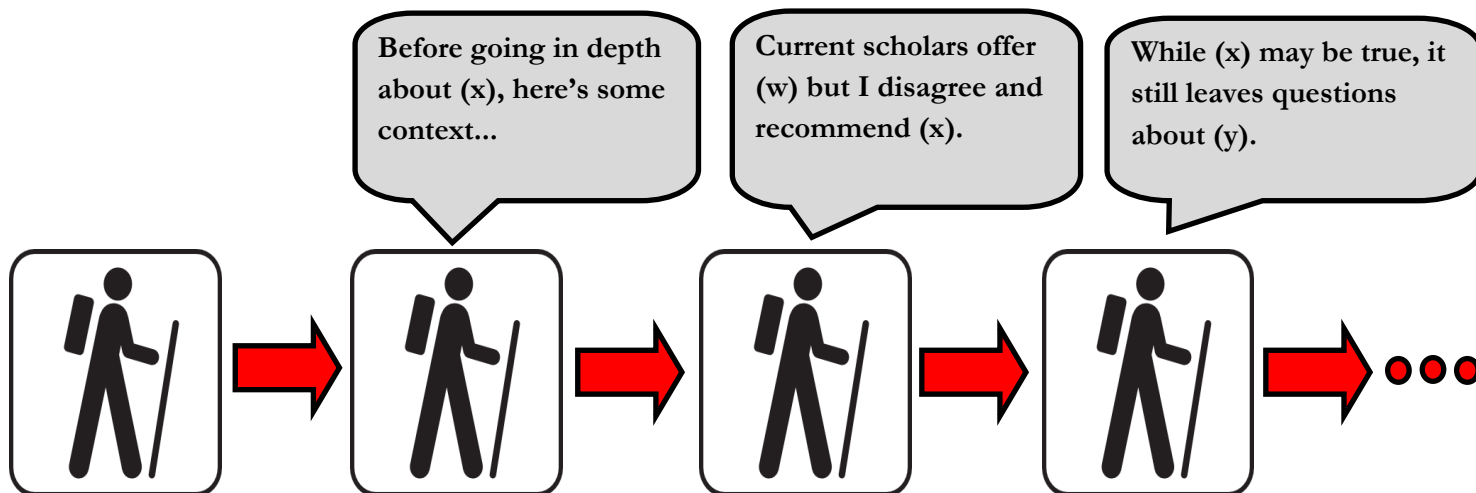 Before going in depth
about (x), here’s some
context...
Current scholars offer
(w) but I disagree and
recommend (x).
While (x) may be true, it
still leaves questions
about (y).